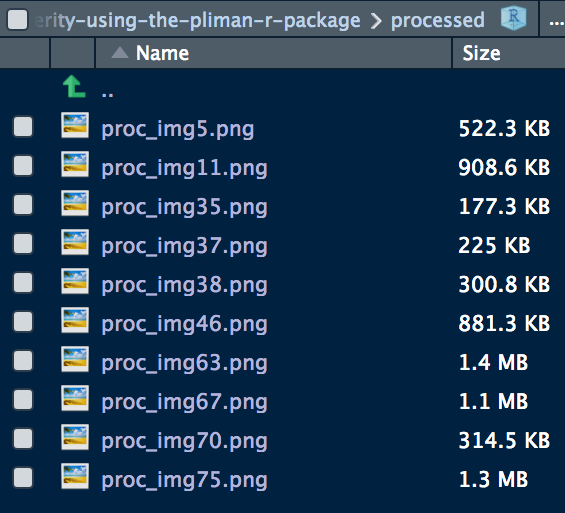 erity-using-the-pliman-r-package > processed R ...
Name Size
..
proc_img5.png 522.3 KB
proc_img11.png 908.6 KB
proc_img35.png 177.3 KB
proc_img37.png 225 KB
proc_img38.png 300.8 KB
proc_img46.png 881.3 KB
proc_img63.png 1.4 MB
proc_img67.png 1.1 MB
proc_img70.png 314.5 KB
proc_img75.png 1.3 MB